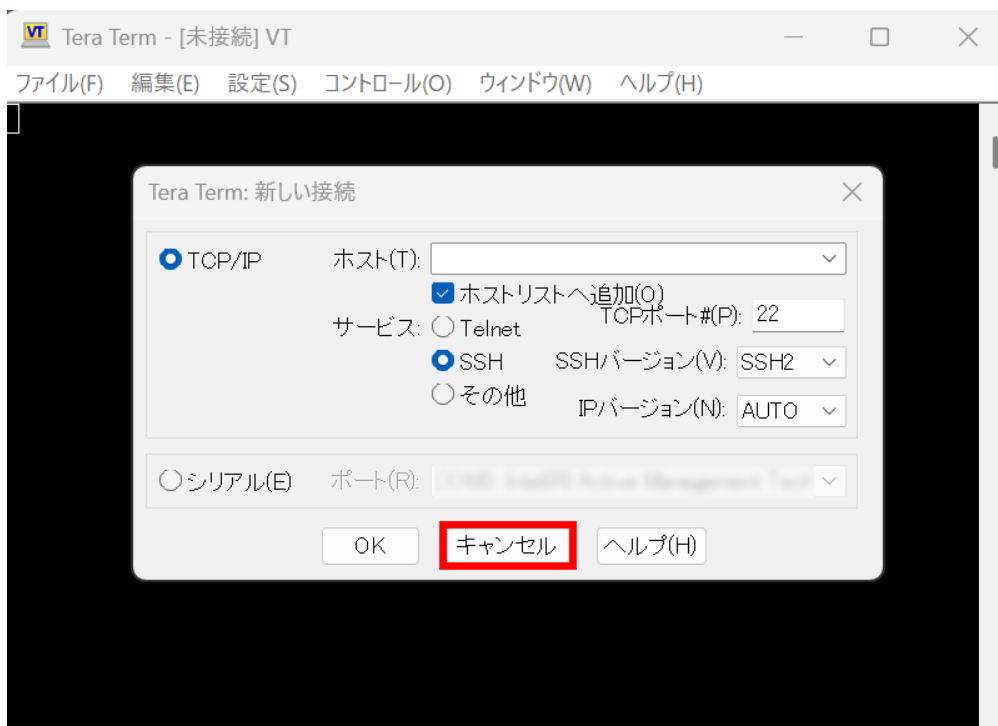 VT Tera Term - [未接続] VT
ファイル(F) 編集(E) 設定(S) コントロール(O) ウィンドウ(W) ヘルプ(H)
Tera Term: 新しい接続
TCP/IP ホスト(T):
ホストリストへ追加(O)
TCPポート#(P): 22
サービス: Telnet
SSH SSHバージョン(V): SSH2
その他 IPバージョン(N): AUTO
シリアル(E) ポート(R):
OK キャンセル ヘルプ(H)